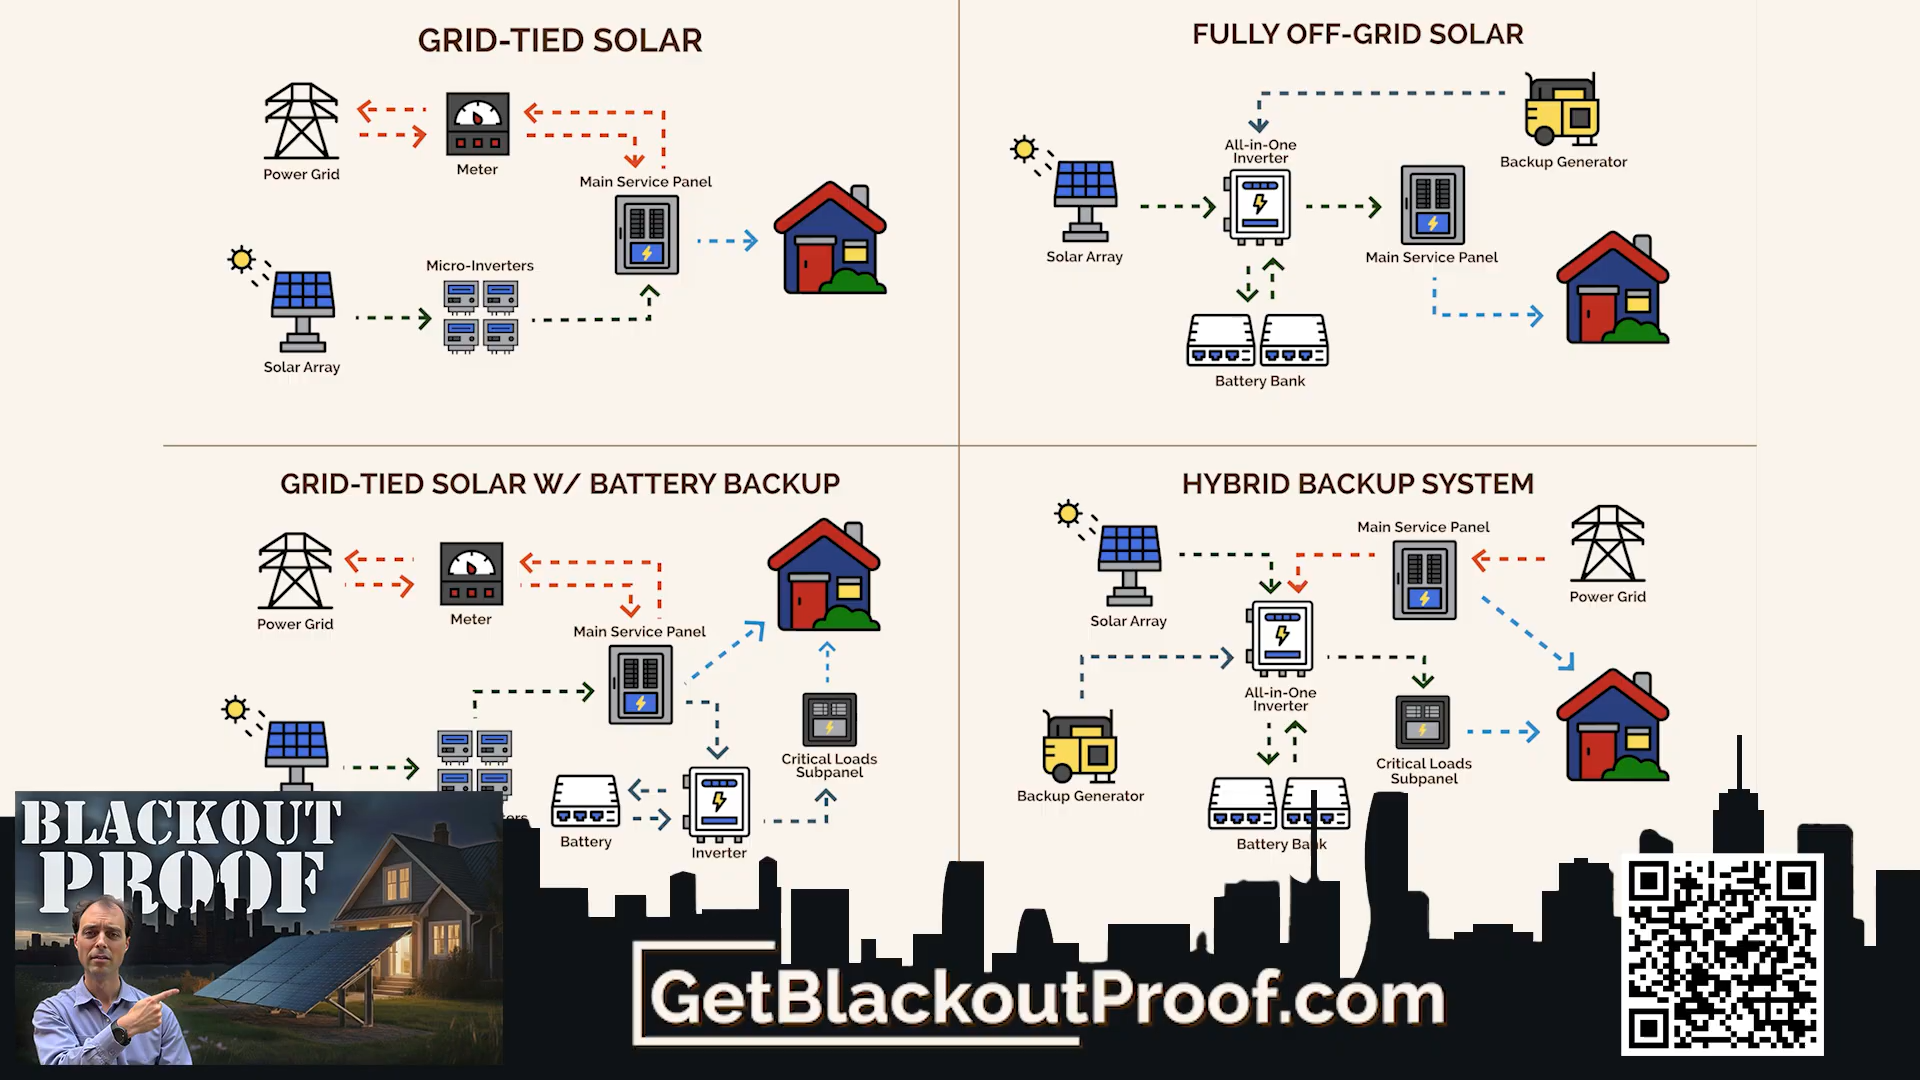 GRID-TIED SOLAR
Power Grid
Meter
Main Service Panel
Micro-Inverters
Solar Array
FULLY OFF-GRID SOLAR
All-in-One
Inverter
Backup Generator
Solar Array
Main Service Panel
Battery Bank
GRID-TIED SOLAR W/ BATTERY BACKUP
Power Grid
Meter
Main Service Panel
Critical Loads
Subpanel
Battery
Inverter
HYBRID BACKUP SYSTEM
Main Service Panel
Power Grid
Solar Array
All-in-One
Inverter
Critical Loads
Subpanel
Backup Generator
Battery Bank
BLACKOUT
PROOF
GetBlackoutProof.com